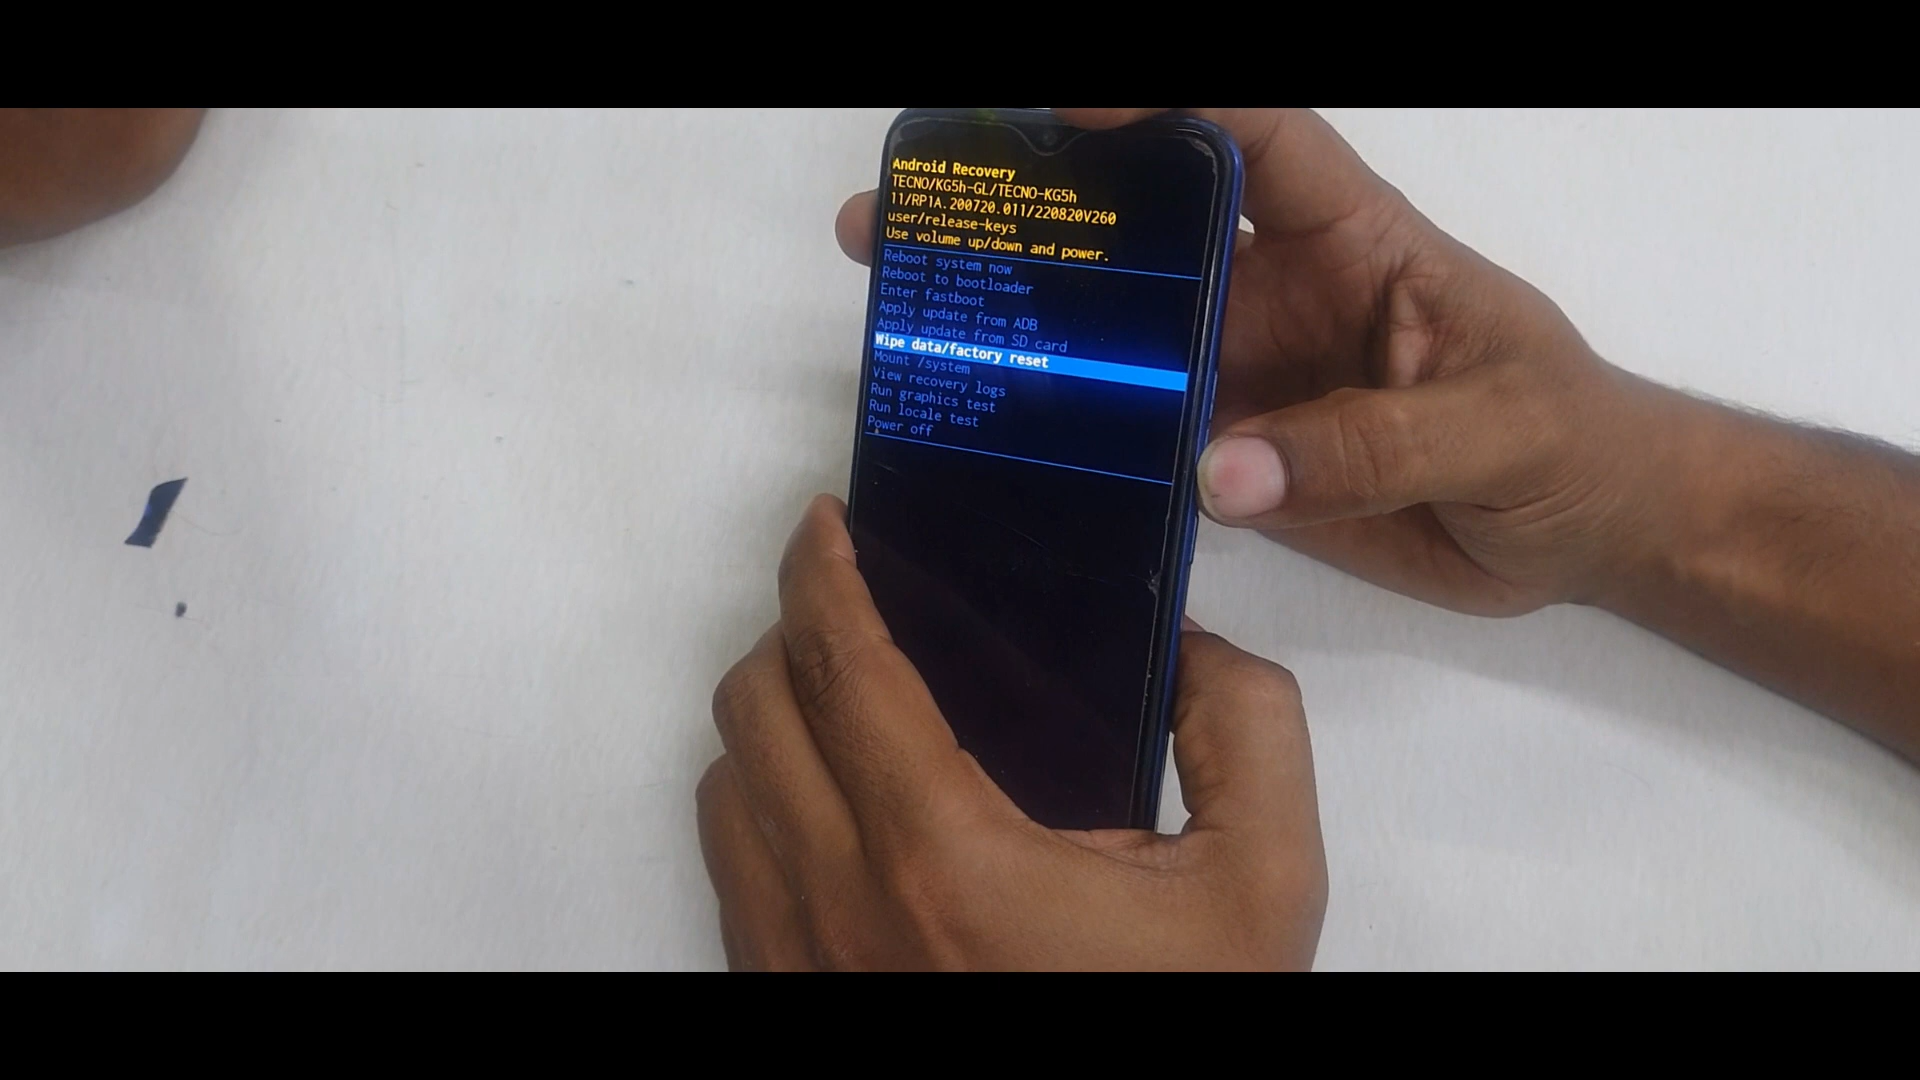 Android Recovery
TECNO/KG5h-GL/TECNO-KG5h
11/RP1A.200720.011/220820V260
user/release-keys
Use volume up/down and power.
Reboot system now
Reboot to bootloader
Enter fastboot
Apply update from ADB
Apply update from SD card
Wipe data/factory reset
Mount /system
View recovery logs
Run graphics test
Run locale test
Power off